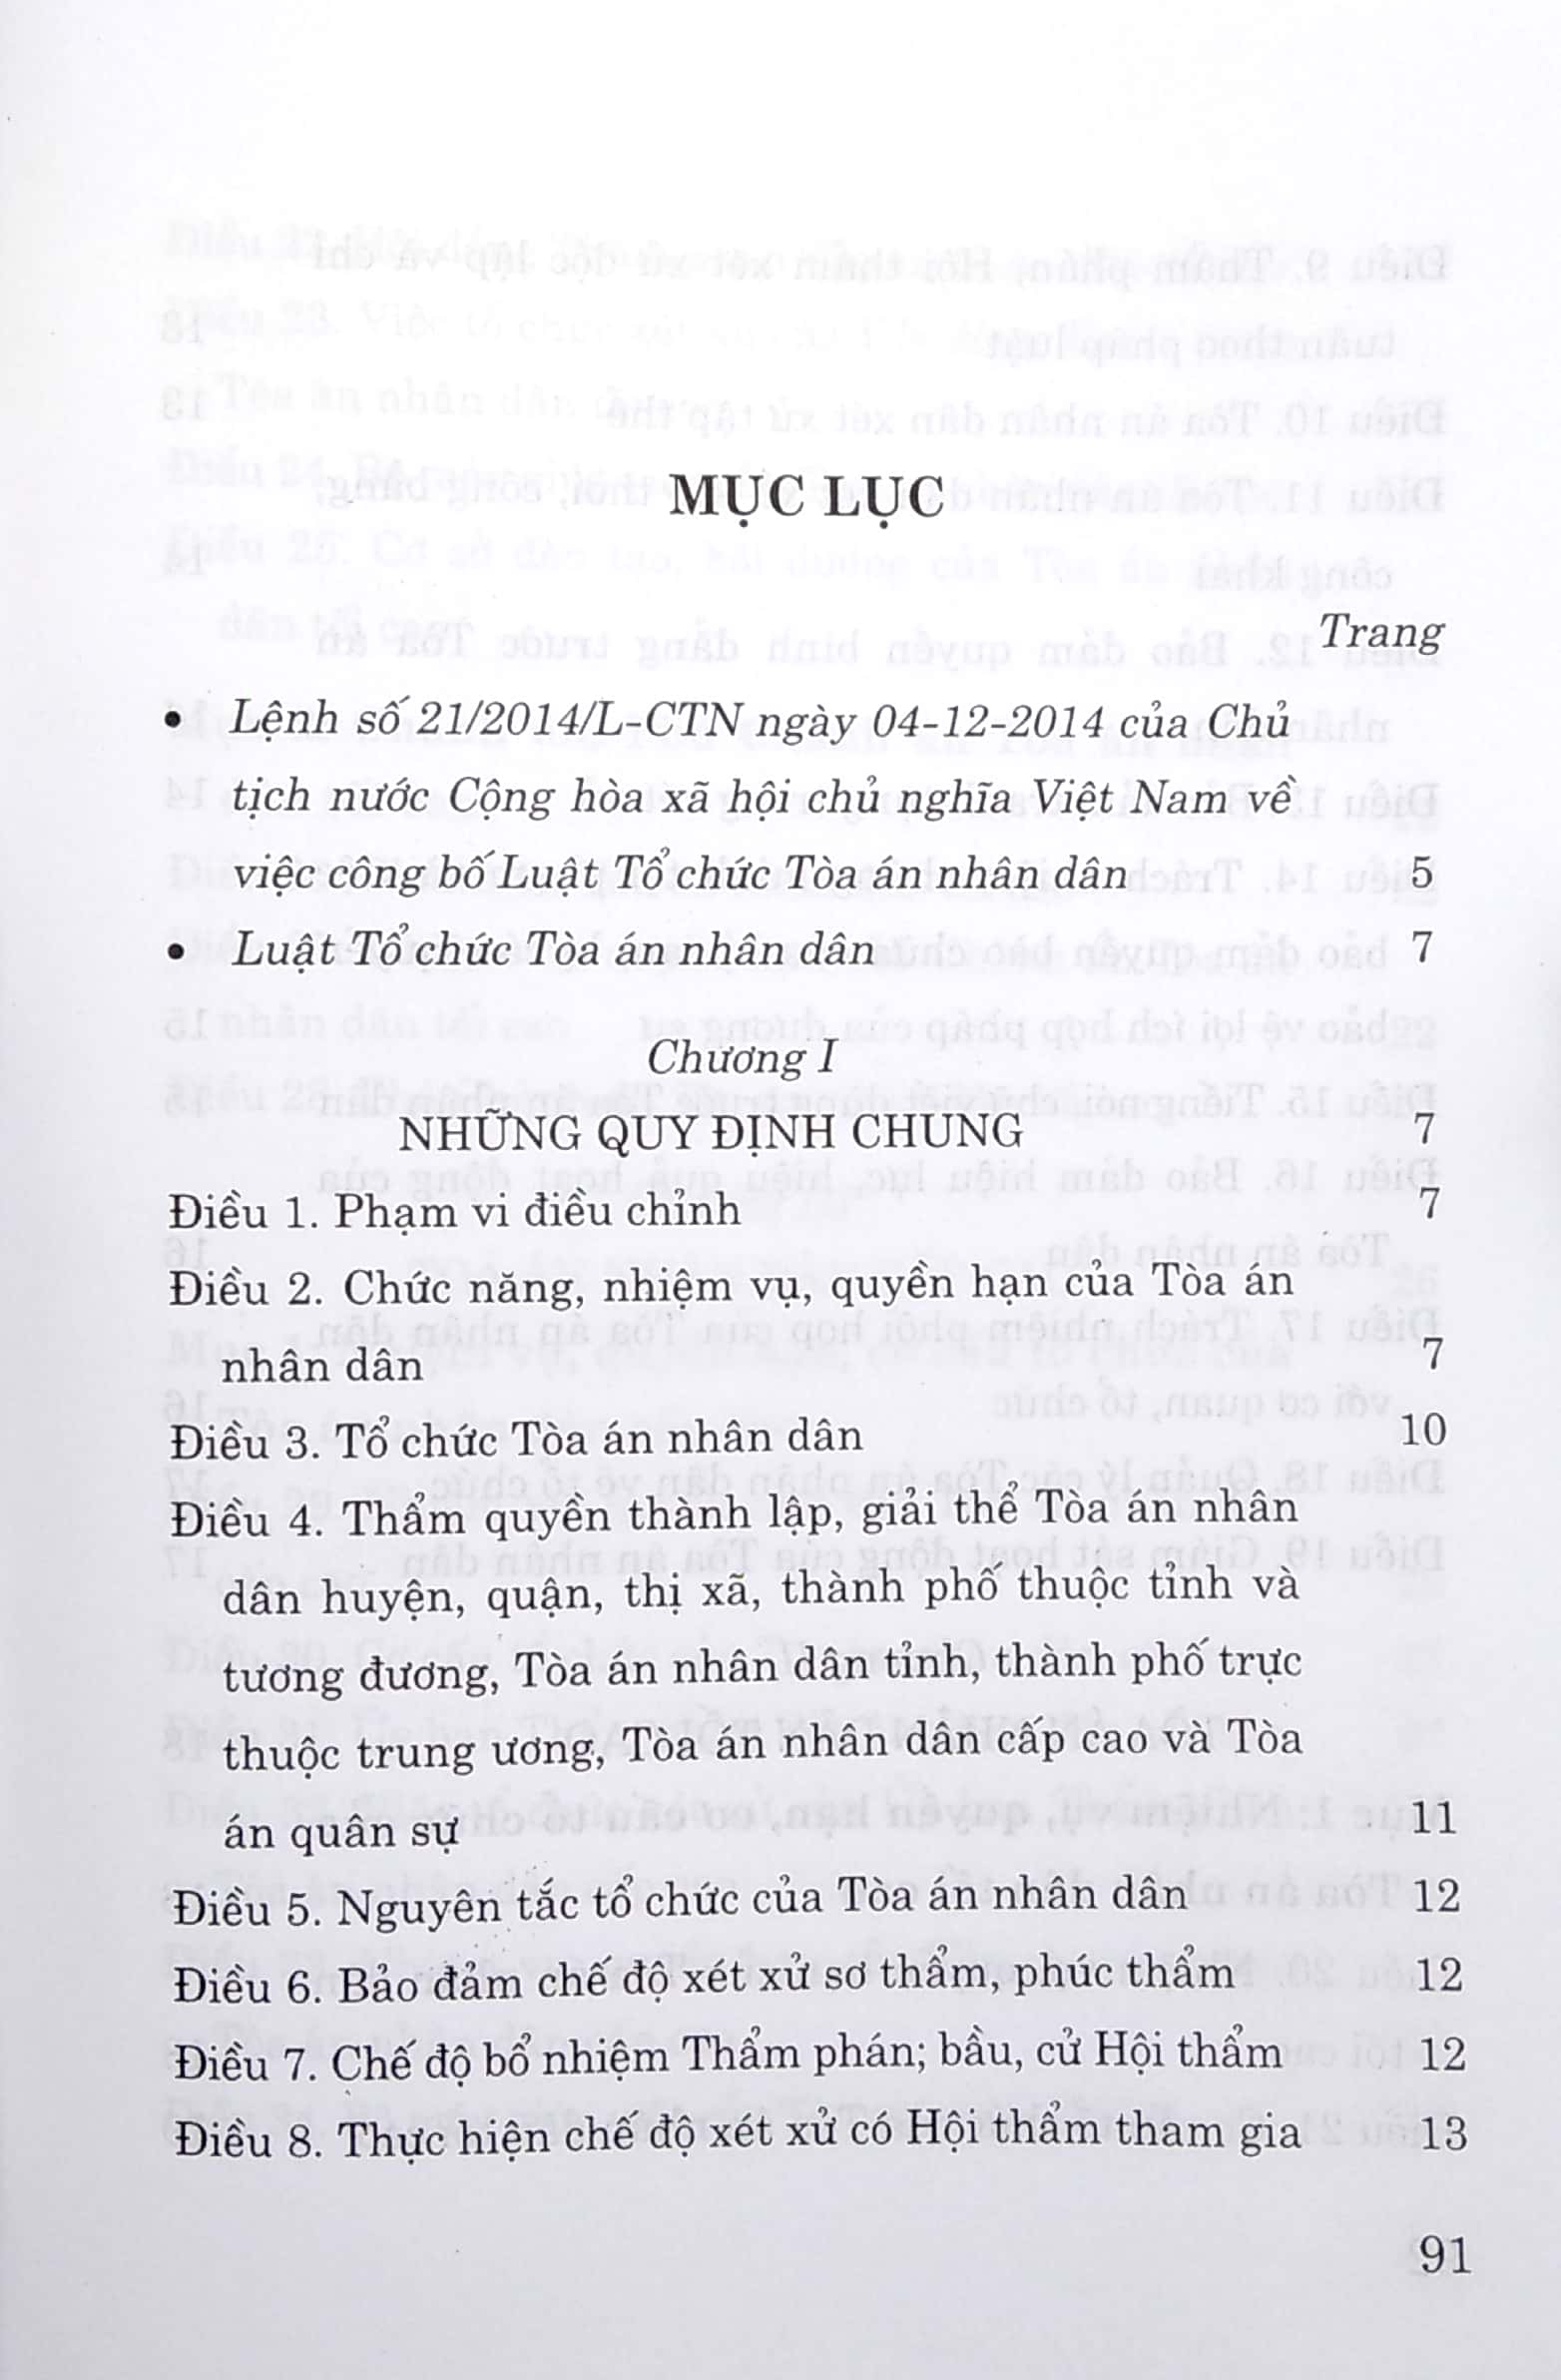 MỤC LỤC
Trang
• Lệnh số 21/2014/L-CTN ngày 04-12-2014 của Chủ
tịch nước Cộng hòa xã hội chủ nghĩa Việt Nam về
việc công bố Luật Tổ chức Tòa án nhân dân 5
• Luật Tổ chức Tòa án nhân dân 7
Chương I
NHỮNG QUY ĐỊNH CHUNG 7
Điều 1. Phạm vi điều chỉnh 7
Điều 2. Chức năng, nhiệm vụ, quyền hạn của Tòa án
nhân dân 7
Điều 3. Tổ chức Tòa án nhân dân 10
Điều 4. Thẩm quyền thành lập, giải thể Tòa án nhân
dân huyện, quận, thị xã, thành phố thuộc tỉnh và
tương đương, Tòa án nhân dân tỉnh, thành phố trực
thuộc trung ương, Tòa án nhân dân cấp cao và Tòa
án quân sự 11
Điều 5. Nguyên tắc tổ chức của Tòa án nhân dân 12
Điều 6. Bảo đảm chế độ xét xử sơ thẩm, phúc thẩm 12
Điều 7. Chế độ bổ nhiệm Thẩm phán; bầu, cử Hội thẩm 12
Điều 8. Thực hiện chế độ xét xử có Hội thẩm tham gia 13
91